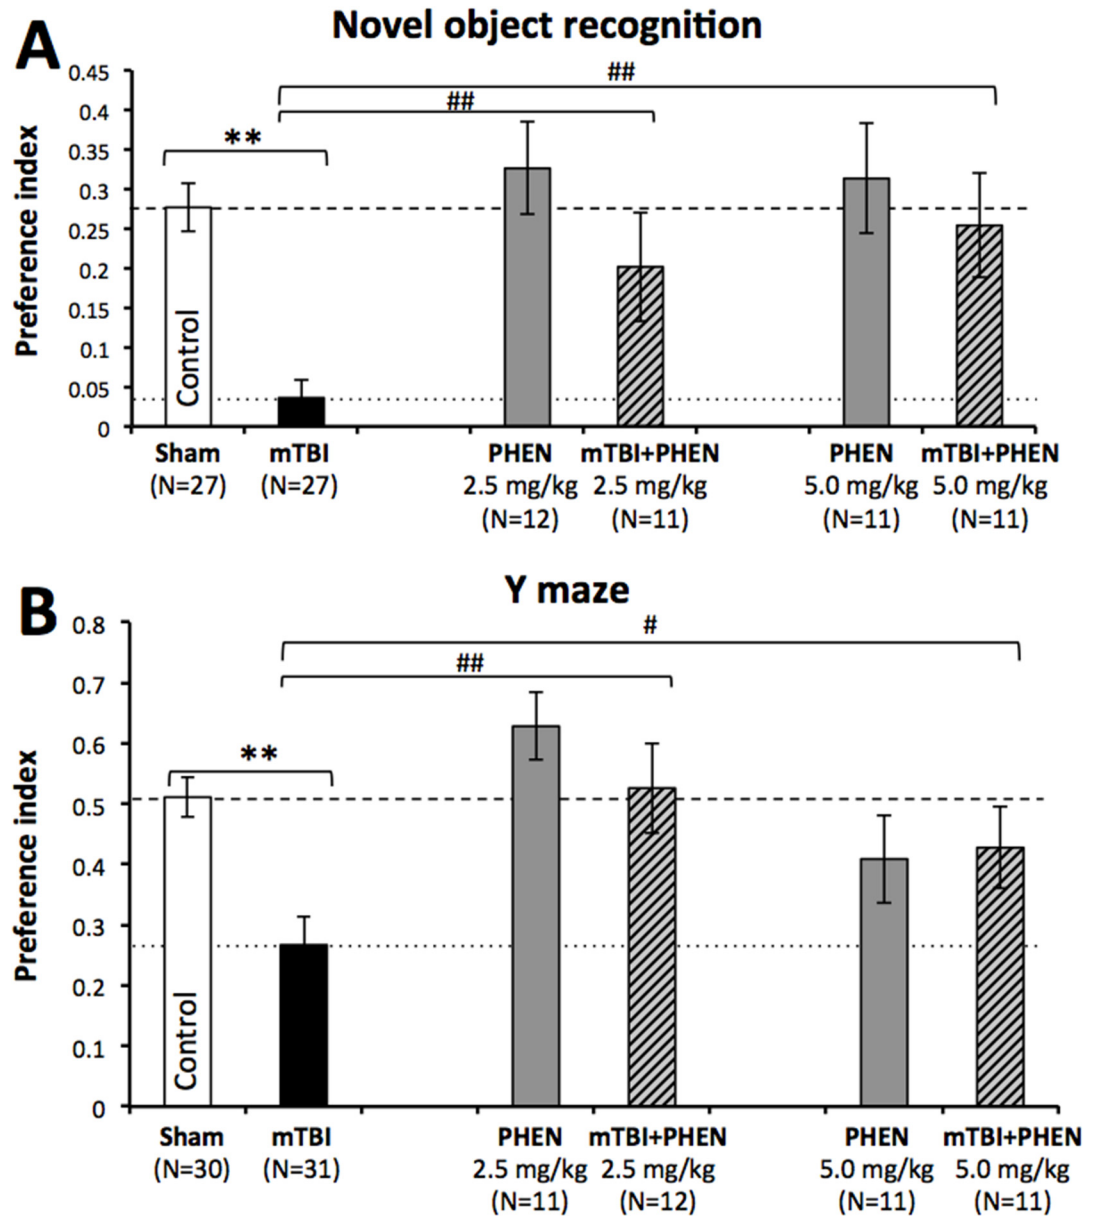 A
Novel object recognition
Preference index
0.45
0.4
0.35
0.3
0.25
0.2
0.15
0.1
0.05
0
##
##
**
Control
Sham mTBI PHEN mTBI+PHEN PHEN mTBI+PHEN
(N=27) (N=27) 2.5 mg/kg 2.5 mg/kg 5.0 mg/kg 5.0 mg/kg
(N=12) (N=11) (N=11) (N=11)
B
Y maze
Preference index
0.8
0.7
0.6
0.5
0.4
0.3
0.2
0.1
0
#
##
**
Control
Sham mTBI PHEN mTBI+PHEN PHEN mTBI+PHEN
(N=30) (N=31) 2.5 mg/kg 2.5 mg/kg 5.0 mg/kg 5.0 mg/kg
(N=11) (N=12) (N=11) (N=11)